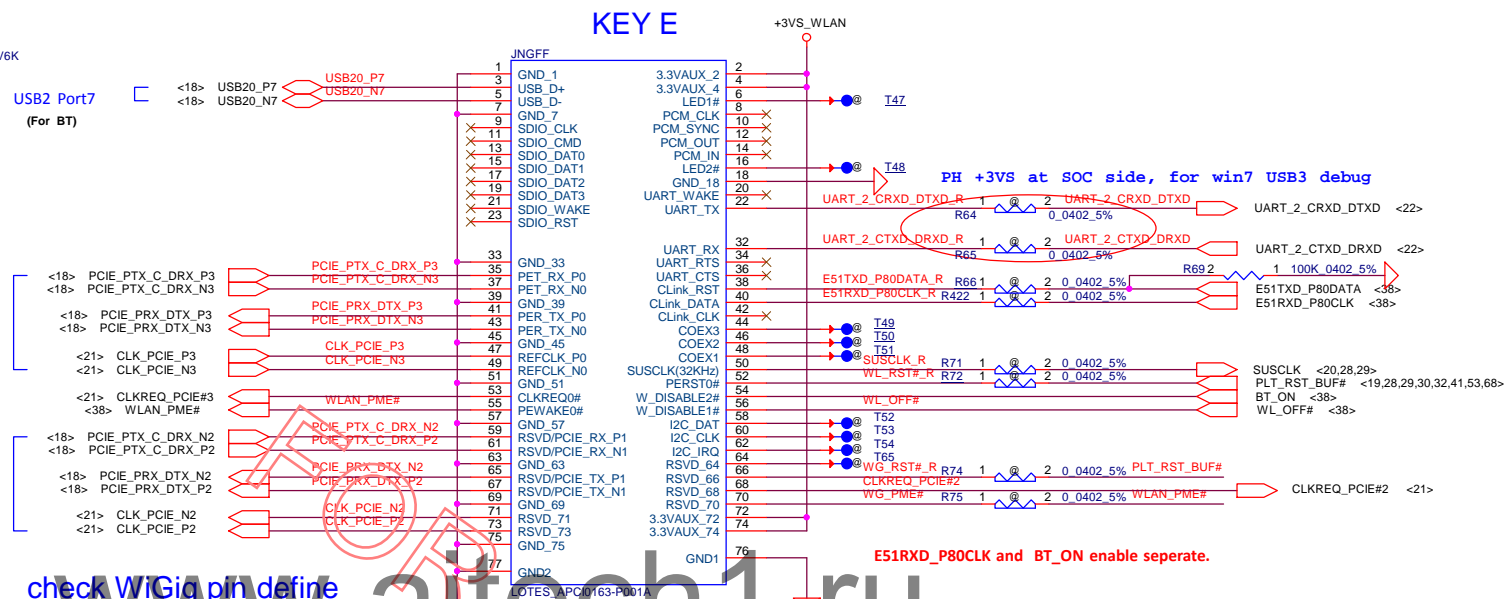 KEY E
+3VS_WLAN
/6K
JNGFF
USB2 Port7
(For BT)
<18> USB20_P7 USB20_P7
<18> USB20_N7 USB20_N7
1 GND_1
3 USB_D+
5 USB_D-
7 GND_7
9 SDIO_CLK
11 SDIO_CMD
13 SDIO_DAT0
15 SDIO_DAT1
17 SDIO_DAT2
19 SDIO_DAT3
21 SDIO_WAKE
23 SDIO_RST
33 GND_33
<18> PCIE_PTX_C_DRX_P3 PCIE_PTX_C_DRX_P3 35 PET_RX_P0
<18> PCIE_PTX_C_DRX_N3 PCIE_PTX_C_DRX_N3 37 PET_RX_N0
39 GND_39
<18> PCIE_PRX_DTX_P3 PCIE_PRX_DTX_P3 41 PER_TX_P0
<18> PCIE_PRX_DTX_N3 PCIE_PRX_DTX_N3 43 PER_TX_N0
45 GND_45
<21> CLK_PCIE_P3 CLK_PCIE_P3 47 REFCLK_P0
<21> CLK_PCIE_N3 CLK_PCIE_N3 49 REFCLK_N0
51 GND_51
<21> CLKREQ_PCIE#3 53 CLKREQ0#
<38> WLAN_PME# WLAN_PME# 55 PEWAKE0#
57 GND_57
<18> PCIE_PTX_C_DRX_N2 PCIE_PTX_C_DRX_N2 59 RSVD/PCIE_RX_P1
<18> PCIE_PTX_C_DRX_P2 PCIE_PTX_C_DRX_P2 61 RSVD/PCIE_RX_N1
63 GND_63
<18> PCIE_PRX_DTX_N2 PCIE_PRX_DTX_N2 65 RSVD/PCIE_TX_P1
<18> PCIE_PRX_DTX_P2 PCIE_PRX_DTX_P2 67 RSVD/PCIE_TX_N1
69 GND_69
<21> CLK_PCIE_N2 CLK_PCIE_N2 71 RSVD_71
<21> CLK_PCIE_P2 CLK_PCIE_P2 73 RSVD_73
75 GND_75
77 GND2
3.3VAUX_2 2
3.3VAUX_4 4
LED1# 6 @ T47
PCM_CLK 8
PCM_SYNC 10
PCM_OUT 12
PCM_IN 14
LED2# 16 @ T48
GND_18 18
UART_WAKE 20
PH +3VS at SOC side, for win7 USB3 debug
UART_TX 22 UART_2_CRXD_DTXD_R R64 1 @ 2 0_0402_5% UART_2_CRXD_DTXD UART_2_CRXD_DTXD <22>
UART_RX 32 UART_2_CTXD_DRXD_R R65 1 @ 2 0_0402_5% UART_2_CTXD_DRXD UART_2_CTXD_DRXD <22>
UART_RTS 34
UART_CTS 36
R69 2 1 100K_0402_5%
CLink_RST 38 E51TXD_P80DATA_R R66 1 @ 2 0_0402_5% E51TXD_P80DATA <38>
CLink_DATA 40 E51RXD_P80CLK_R R422 1 @ 2 0_0402_5% E51RXD_P80CLK <38>
CLink_CLK 42
COEX3 44 @ T49
COEX2 46 @ T50
COEX1 48 @ T51
SUSCLK(32KHz) 50 SUSCLK_R R71 1 @ 2 0_0402_5% SUSCLK <20,28,29>
PERST0# 52 WL_RST#_R R72 1 @ 2 0_0402_5% PLT_RST_BUF# <19,28,29,30,32,41,53,68>
W_DISABLE2# 54 BT_ON <38>
W_DISABLE1# 56 WL_OFF# WL_OFF# <38>
I2C_DAT 58 @ T52
I2C_CLK 60 @ T53
I2C_IRQ 62 @ T54
RSVD_64 64 @ T65
RSVD_66 66 WG_RST#_R R74 1 @ 2 0_0402_5% PLT_RST_BUF#
RSVD_68 68 CLKREQ_PCIE#2 CLKREQ_PCIE#2 <21>
RSVD_70 70 WG_PME# R75 1 @ 2 0_0402_5% WLAN_PME#
3.3VAUX_72 72
3.3VAUX_74 74
GND1 76
E51RXD_P80CLK and BT_ON enable seperate.
check WiGig pin define
LOTES_APCI0163-P001A
www.aitech1.ru